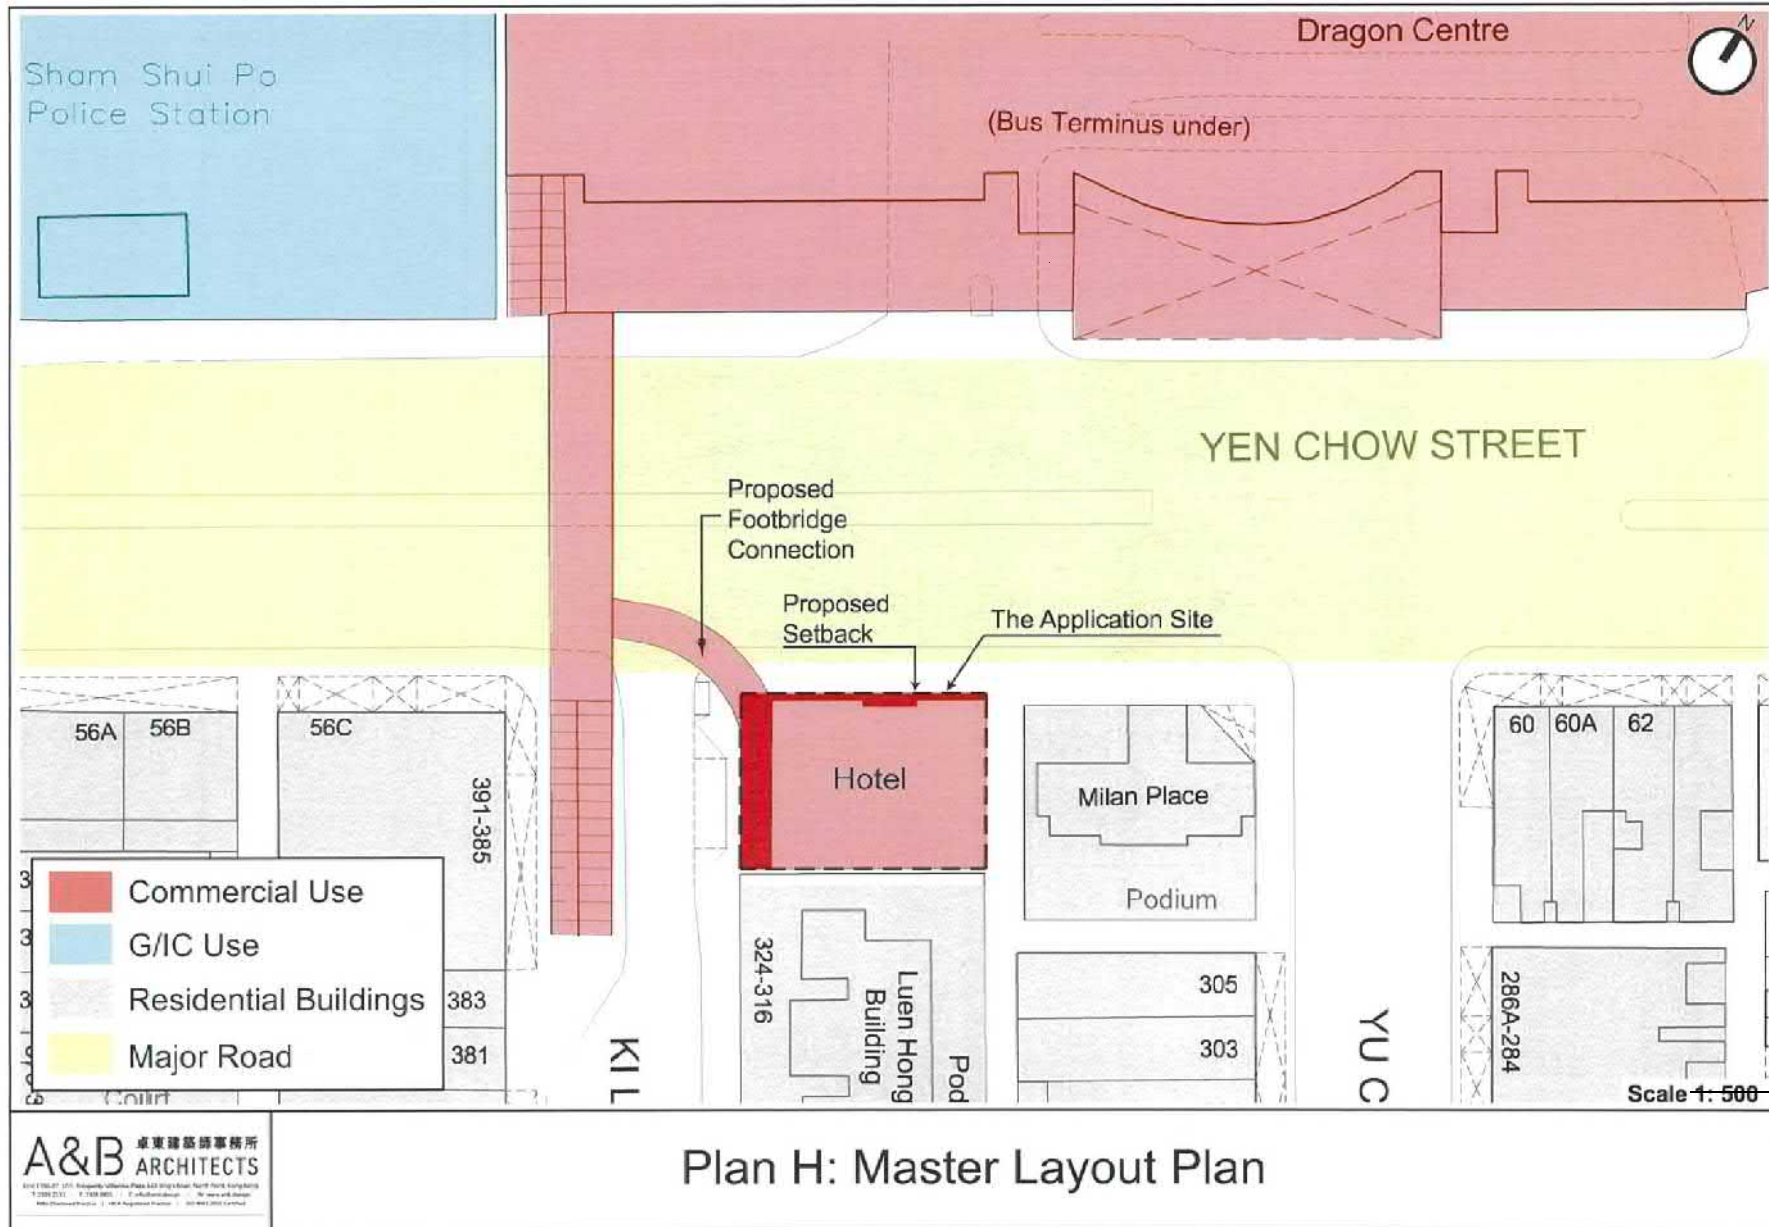 Dragon Centre
N
Sham Shui Po
Police Station
(Bus Terminus under)
YEN CHOW STREET
Proposed
Footbridge
Connection
Proposed
Setback
The Application Site
56A
56B
56C
391-385
Hotel
Milan Place
Podium
60
60A
62
Commercial Use
G/IC Use
Residential Buildings
Major Road
383
381
Court
KI L
324-316
Luen Hong
Building
Pod
305
303
YU C
286A-284
Scale 1: 500
A&B
卓東建築師事務所
ARCHITECTS
Plan H: Master Layout Plan